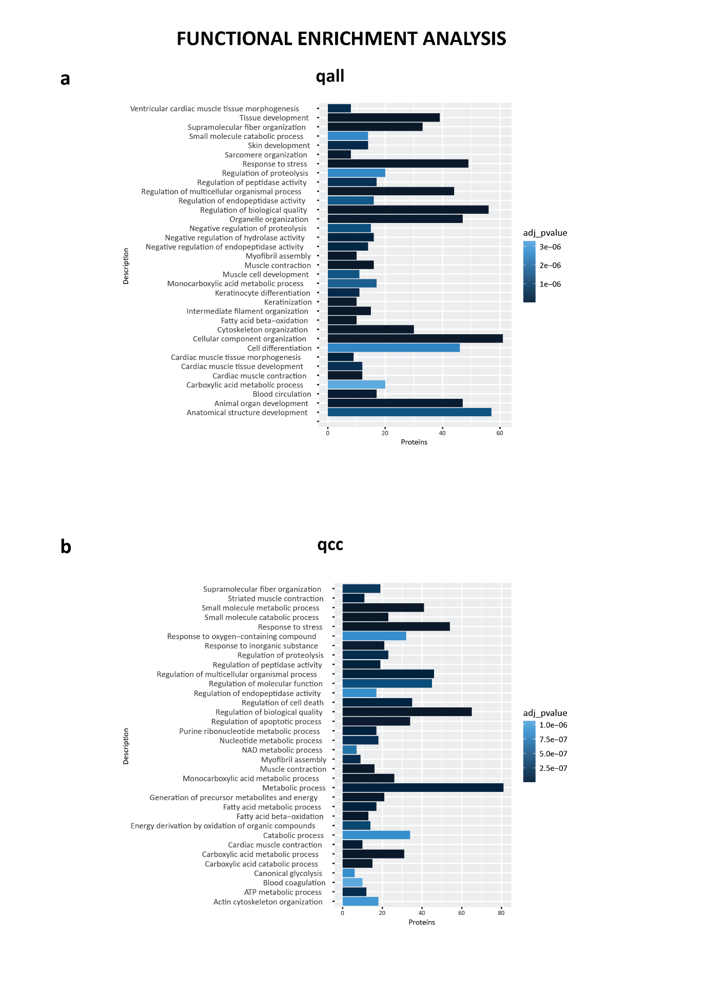 FUNCTIONAL ENRICHMENT ANALYSIS
a
qall
Ventricular cardiac muscle tissue morphogenesis
Tissue development
Supramolecular fiber organization
Small molecule catabolic process
Skin development
Sarcomere organization
Response to stress
Regulation of proteolysis
Regulation of peptidase activity
Regulation of multicellular organismal process
Regulation of endopeptidase activity
Regulation of biological quality
Organelle organization
Negative regulation of proteolysis
Negative regulation of hydrolase activity
Negative regulation of endopeptidase activity
Myofibril assembly
Muscle contraction
Muscle cell development
Monocarboxylic acid metabolic process
Keratinocyte differentiation
Keratinization
Intermediate filament organization
Fatty acid beta−oxidation
Cytoskeleton organization
Cellular component organization
Cell differentiation
Cardiac muscle tissue morphogenesis
Cardiac muscle tissue development
Cardiac muscle contraction
Carboxylic acid metabolic process
Blood circulation
Animal organ development
Anatomical structure development
Description
0 20 40 60
Proteins
adj_pvalue
3e−06
2e−06
1e−06
b
qcc
Supramolecular fiber organization
Striated muscle contraction
Small molecule metabolic process
Small molecule catabolic process
Response to stress
Response to oxygen−containing compound
Response to inorganic substance
Regulation of proteolysis
Regulation of peptidase activity
Regulation of multicellular organismal process
Regulation of molecular function
Regulation of endopeptidase activity
Regulation of cell death
Regulation of biological quality
Regulation of apoptotic process
Purine ribonucleotide metabolic process
Nucleotide metabolic process
NAD metabolic process
Myofibril assembly
Muscle contraction
Monocarboxylic acid metabolic process
Metabolic process
Generation of precursor metabolites and energy
Fatty acid metabolic process
Fatty acid beta−oxidation
Energy derivation by oxidation of organic compounds
Catabolic process
Cardiac muscle contraction
Carboxylic acid metabolic process
Carboxylic acid catabolic process
Canonical glycolysis
Blood coagulation
ATP metabolic process
Actin cytoskeleton organization
Description
0 20 40 60 80
Proteins
adj_pvalue
1.0e−06
7.5e−07
5.0e−07
2.5e−07